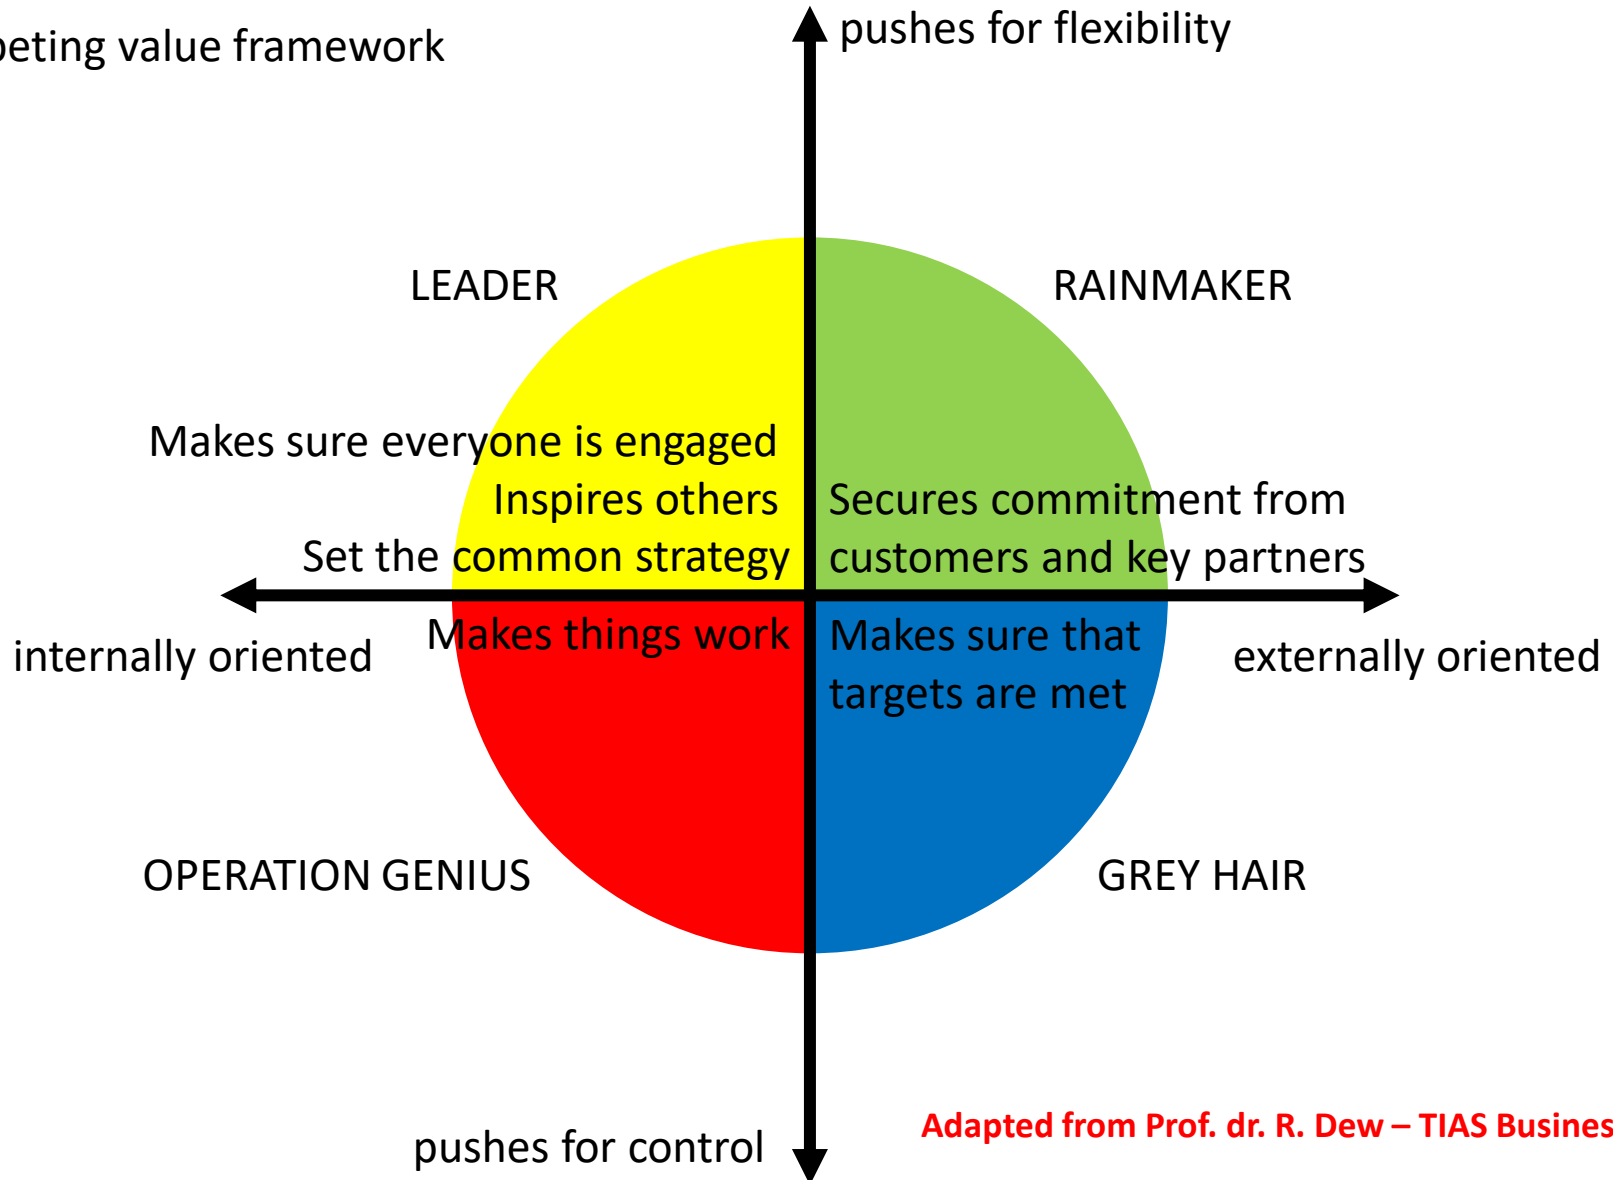 peting value framework
pushes for flexibility
LEADER
RAINMAKER
Makes sure everyone is engaged
Inspires others
Set the common strategy
Secures commitment from
customers and key partners
internally oriented
Makes things work
Makes sure that
targets are met
externally oriented
OPERATION GENIUS
GREY HAIR
pushes for control
Adapted from Prof. dr. R. Dew – TIAS Busines